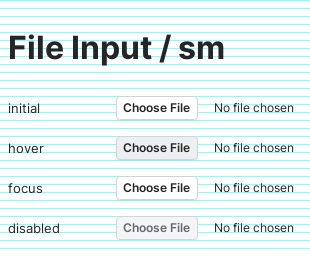 File Input / sm
initial Choose File No file chosen
hover Choose File No file chosen
focus Choose File No file chosen
disabled Choose File No file chosen